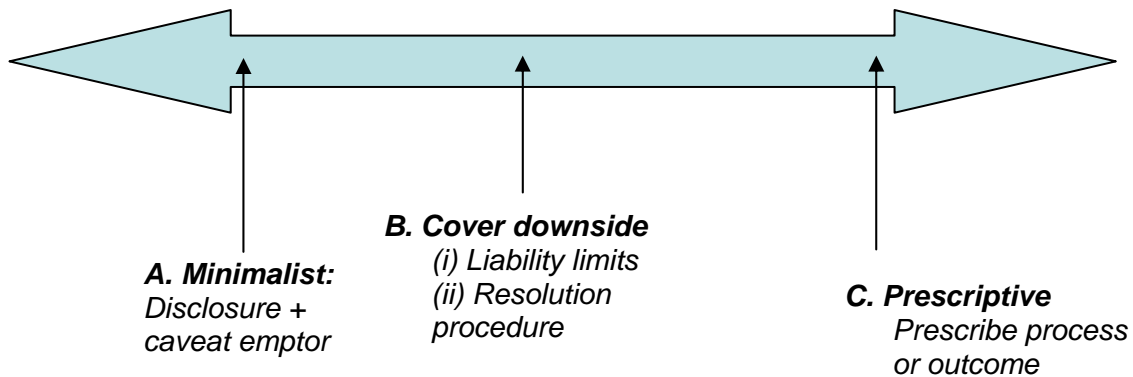 A. Minimalist:
Disclosure +
caveat emptor
B. Cover downside
(i) Liability limits
(ii) Resolution
procedure
C. Prescriptive
Prescribe process
or outcome